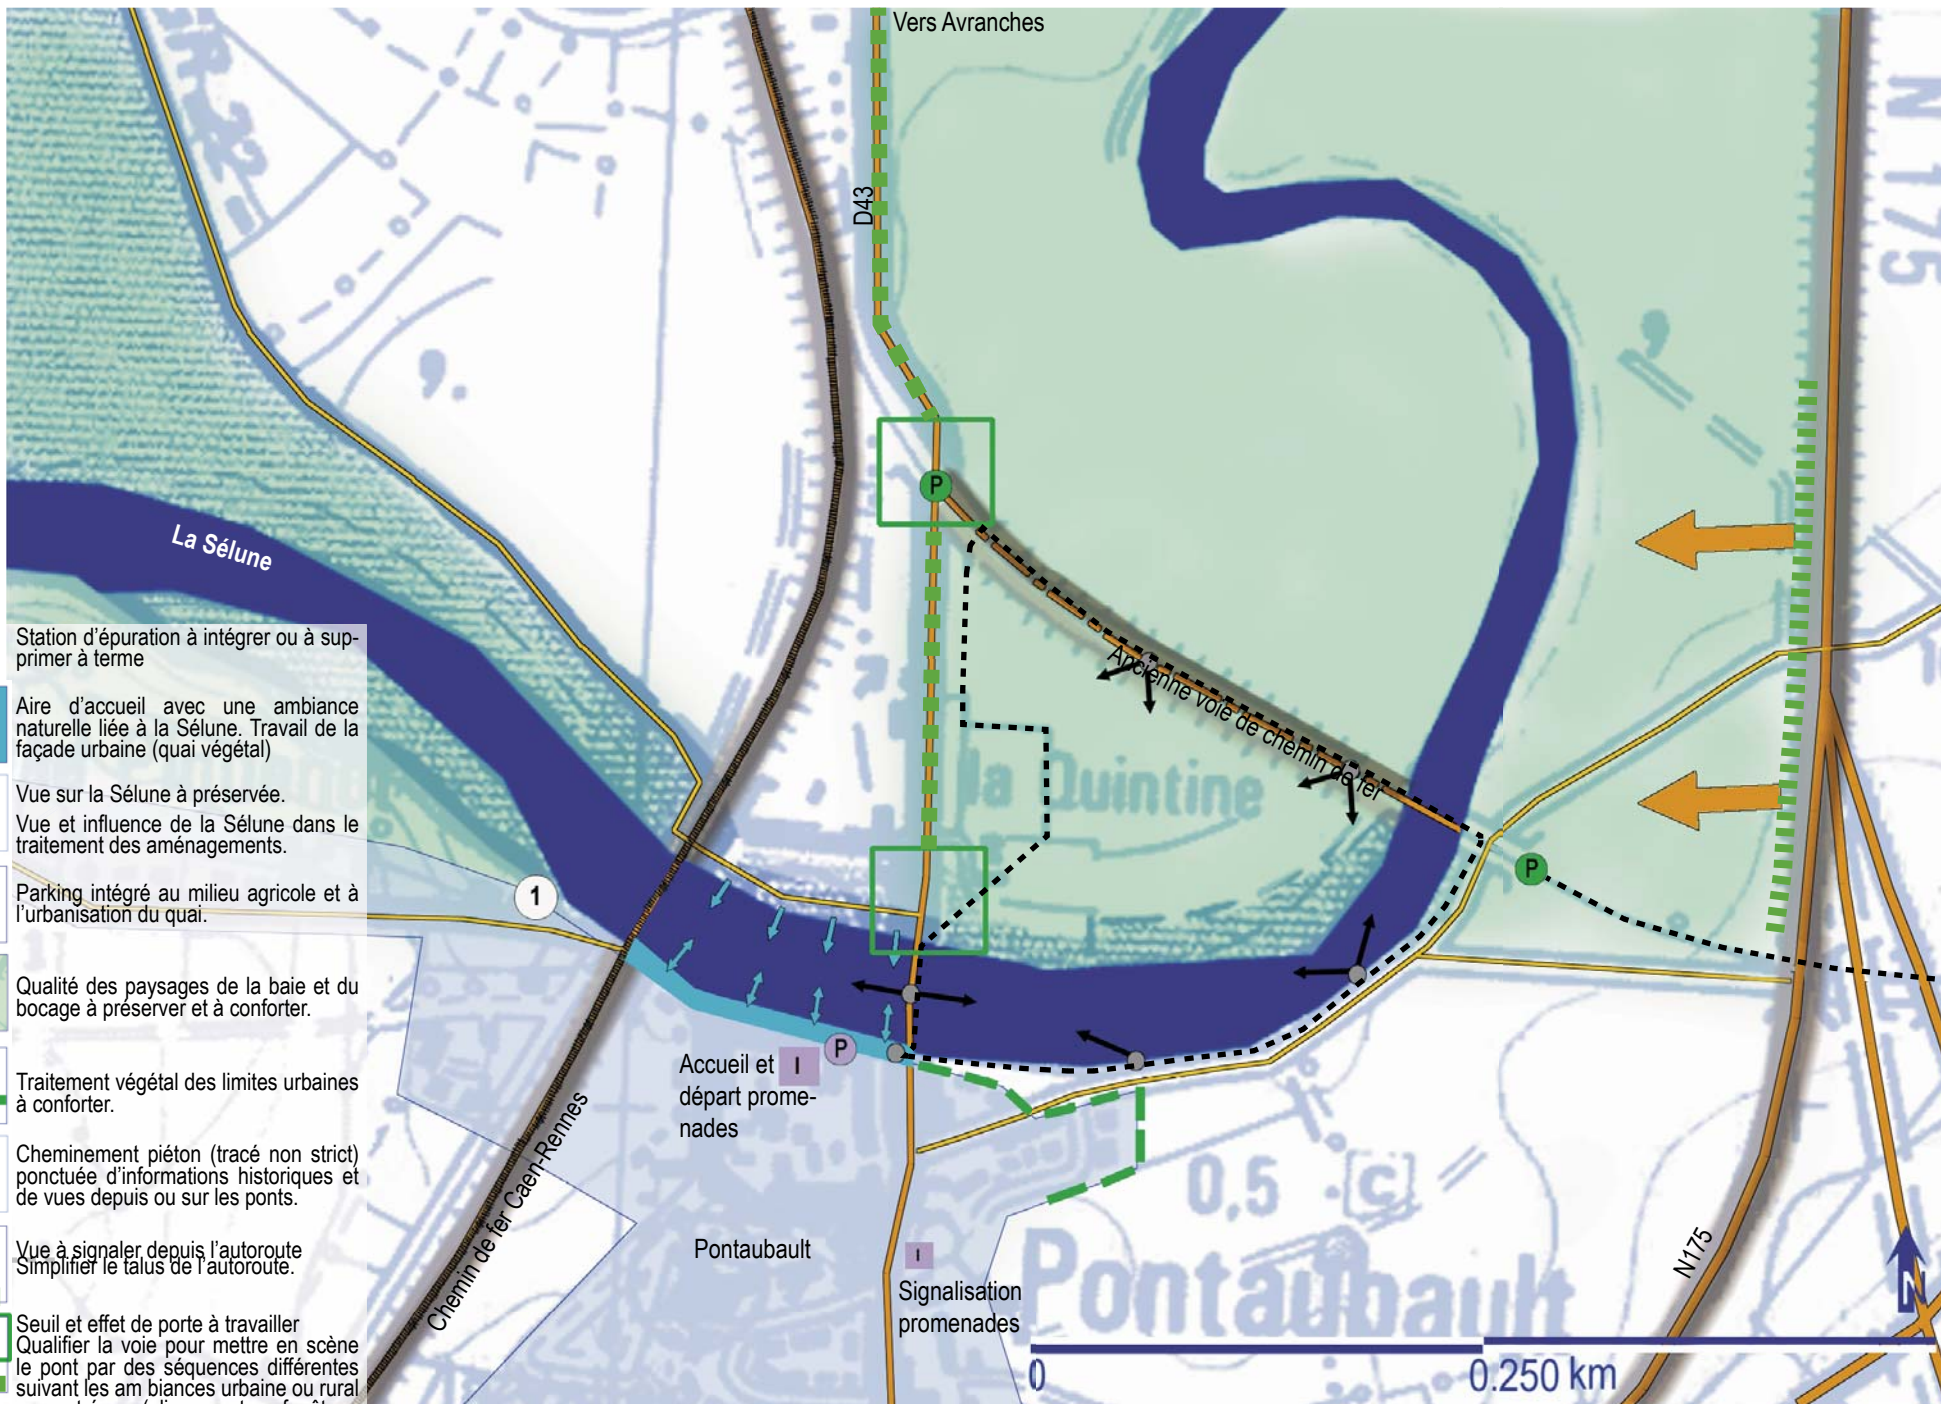 Vers Avranches
D43
N 175
La Sélune
Station d'épuration à intégrer ou à sup-
primer à terme
Aire d'accueil avec une ambiance
naturelle liée à la Sélune. Travail de la
façade urbaine (quai végétal)
Vue sur la Sélune à préservée.
Vue et influence de la Sélune dans le
traitement des aménagements.
Parking intégré au milieu agricole et à
l'urbanisation du quai.
Qualité des paysages de la baie et du
bocage à préserver et à conforter.
Traitement végétal des limites urbaines
à conforter.
Cheminement piéton (tracé non strict)
ponctuée d'informations historiques et
de vues depuis ou sur les ponts.
Vue à signaler depuis l'autoroute
Simplifier le talus de l'autoroute.
Seuil et effet de porte à travailler
Qualifier la voie pour mettre en scène
le pont par des séquences différentes
suivant les am biances urbaine ou rural
P
Ancienne voie de chemin de fer
la Quintine
P
1
P
I
Accueil et
départ prome-
nades
Chemin de fer Caen-Rennes
Pontaubault
I
Signalisation
promenades
0,5 [C]
Pontaubault
N175
N
0
0.250 km